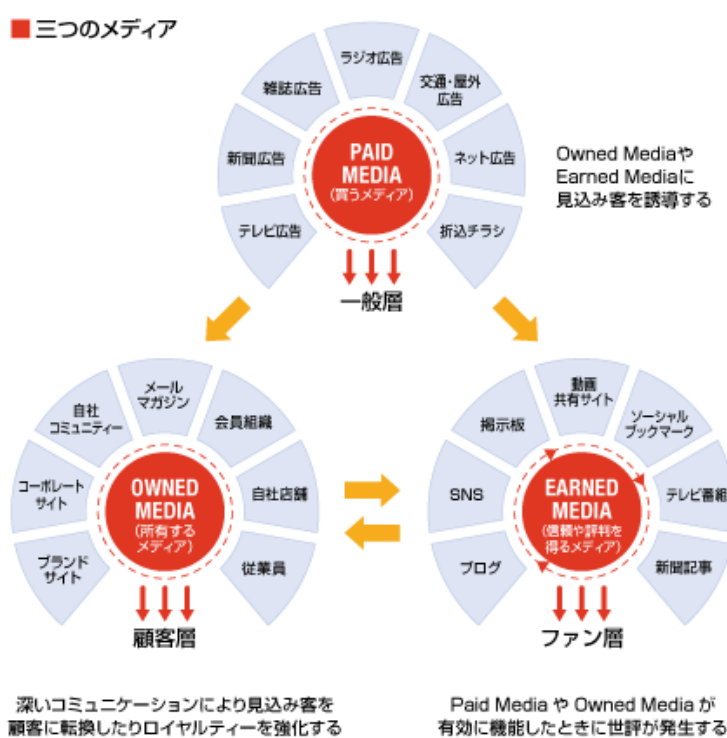 三つのメディア
ラジオ広告
雑誌広告
交通・屋外
広告
新聞広告
ネット広告
テレビ広告
折込チラシ
PAID
MEDIA
(買うメディア)
一般層
Owned Mediaや
Earned Mediaに
見込み客を誘導する
メール
マガジン
自社
コミュニティー
会員組織
コーポレート
サイト
自社店舗
ブランド
サイト
従業員
OWNED
MEDIA
(所有する
メディア)
顧客層
深いコミュニケーションにより見込み客を
顧客に転換したりロイヤルティーを強化する
動画
共有サイト
掲示板
ソーシャル
ブックマーク
SNS
テレビ番組
ブログ
新聞記事
EARNED
MEDIA
(信頼や評判を
得るメディア)
ファン層
Paid Media や Owned Media が
有効に機能したときに世評が発生する